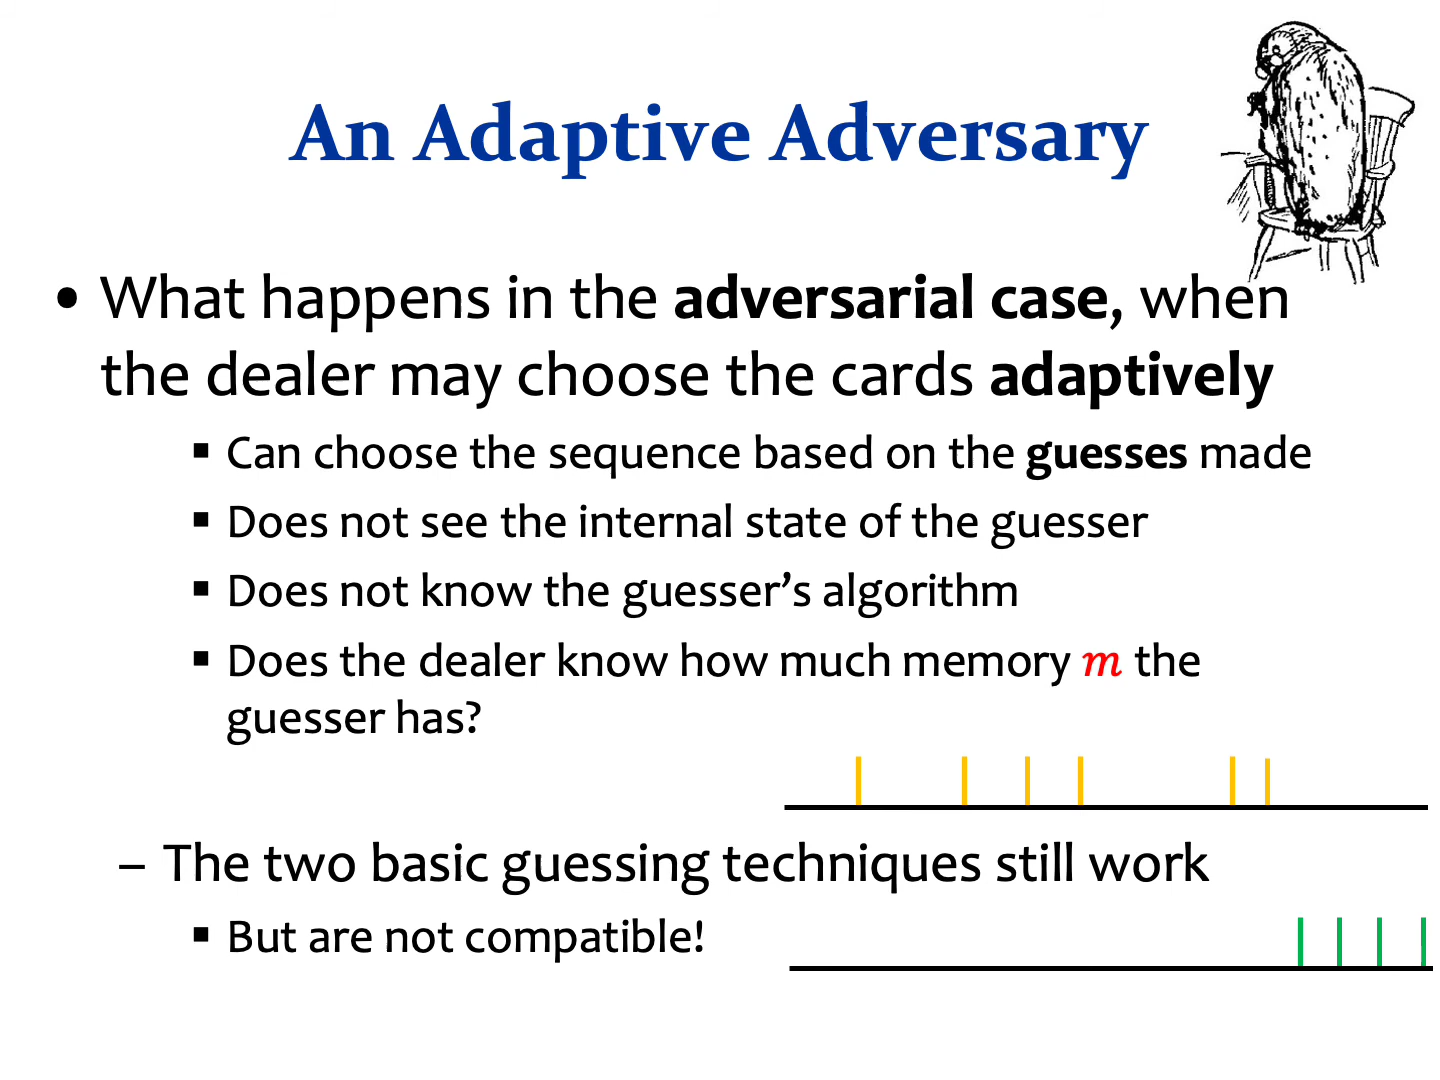 An Adaptive Adversary
• What happens in the adversarial case, when
the dealer may choose the cards adaptively
▪ Can choose the sequence based on the guesses made
▪ Does not see the internal state of the guesser
▪ Does not know the guesser’s algorithm
▪ Does the dealer know how much memory m the
guesser has?
– The two basic guessing techniques still work
▪ But are not compatible!